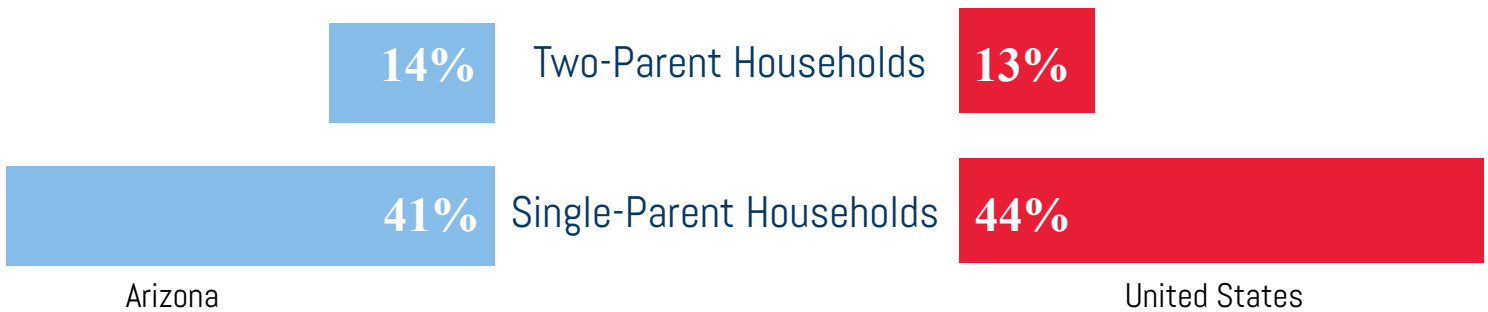 14% Two-Parent Households 13%
41% Single-Parent Households 44%
Arizona United States